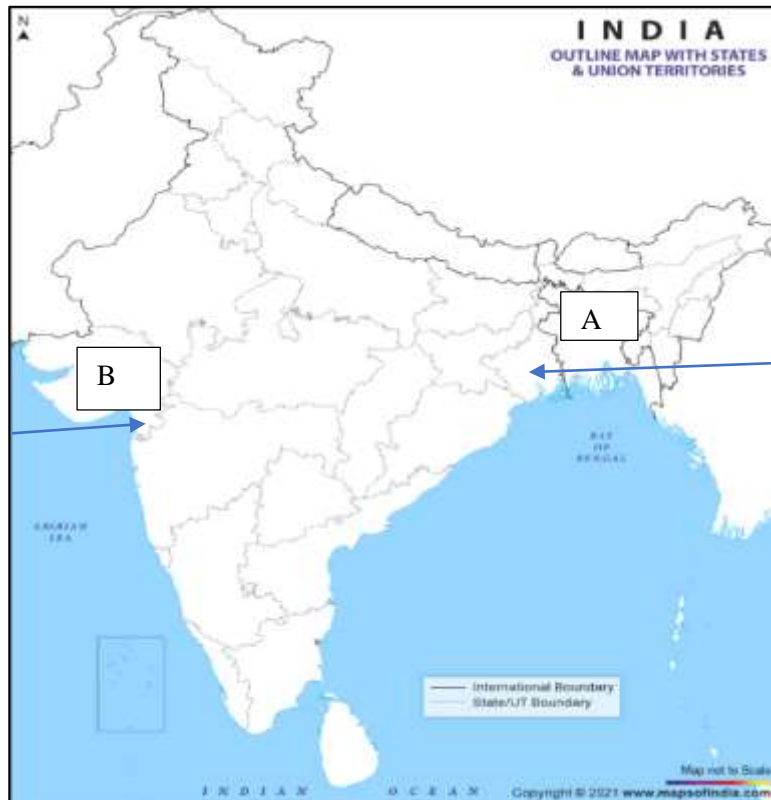 N
INDIA
OUTLINE MAP WITH STATES
& UNION TERRITORIES
A
B
BAY
OF
BENGAL
ARABIAN
SEA
International Boundary
State/UT Boundary
Map not to Scale
INDIAN OCEAN
Copyright © 2021 www.mapsofindia.com